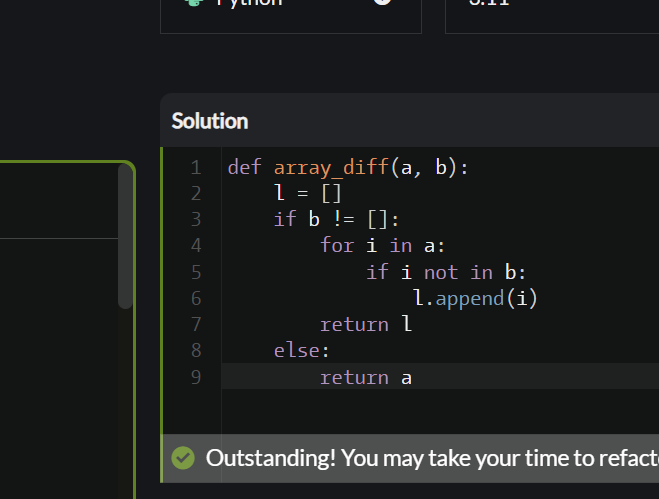 Python
3.11
Solution
1 def array_diff(a, b):
2     l = []
3     if b != []:
4         for i in a:
5             if i not in b:
6                 l.append(i)
7         return l
8     else:
9         return a
Outstanding! You may take your time to refact